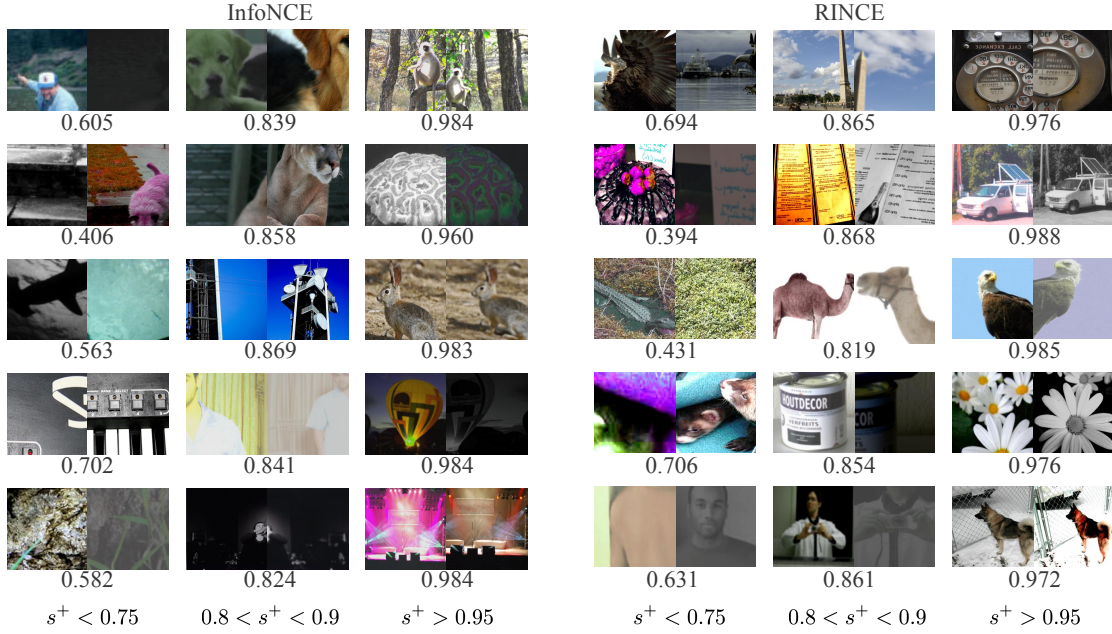 InfoNCE RINCE
0.605 0.839 0.984 0.694 0.865 0.976
CALL EXCHANGE
0.406 0.858 0.960 0.394 0.868 0.988
0.563 0.869 0.983 0.431 0.819 0.985
HOUTDECOR
VERFBEITS
0.702 0.841 0.984 0.706 0.854 0.976
0.582 0.824 0.984 0.631 0.861 0.972
s⁺ < 0.75 0.8 < s⁺ < 0.9 s⁺ > 0.95 s⁺ < 0.75 0.8 < s⁺ < 0.9 s⁺ > 0.95